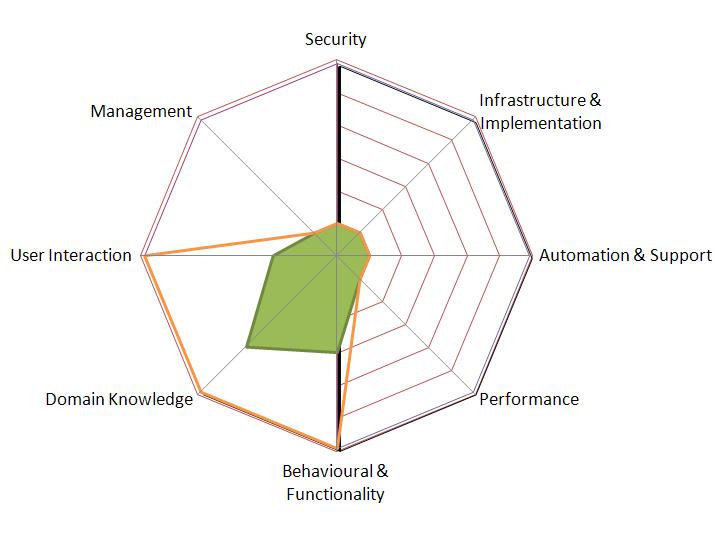 Security
Management
Infrastructure &
Implementation
User Interaction
Automation & Support
Domain Knowledge
Performance
Behavioural &
Functionality